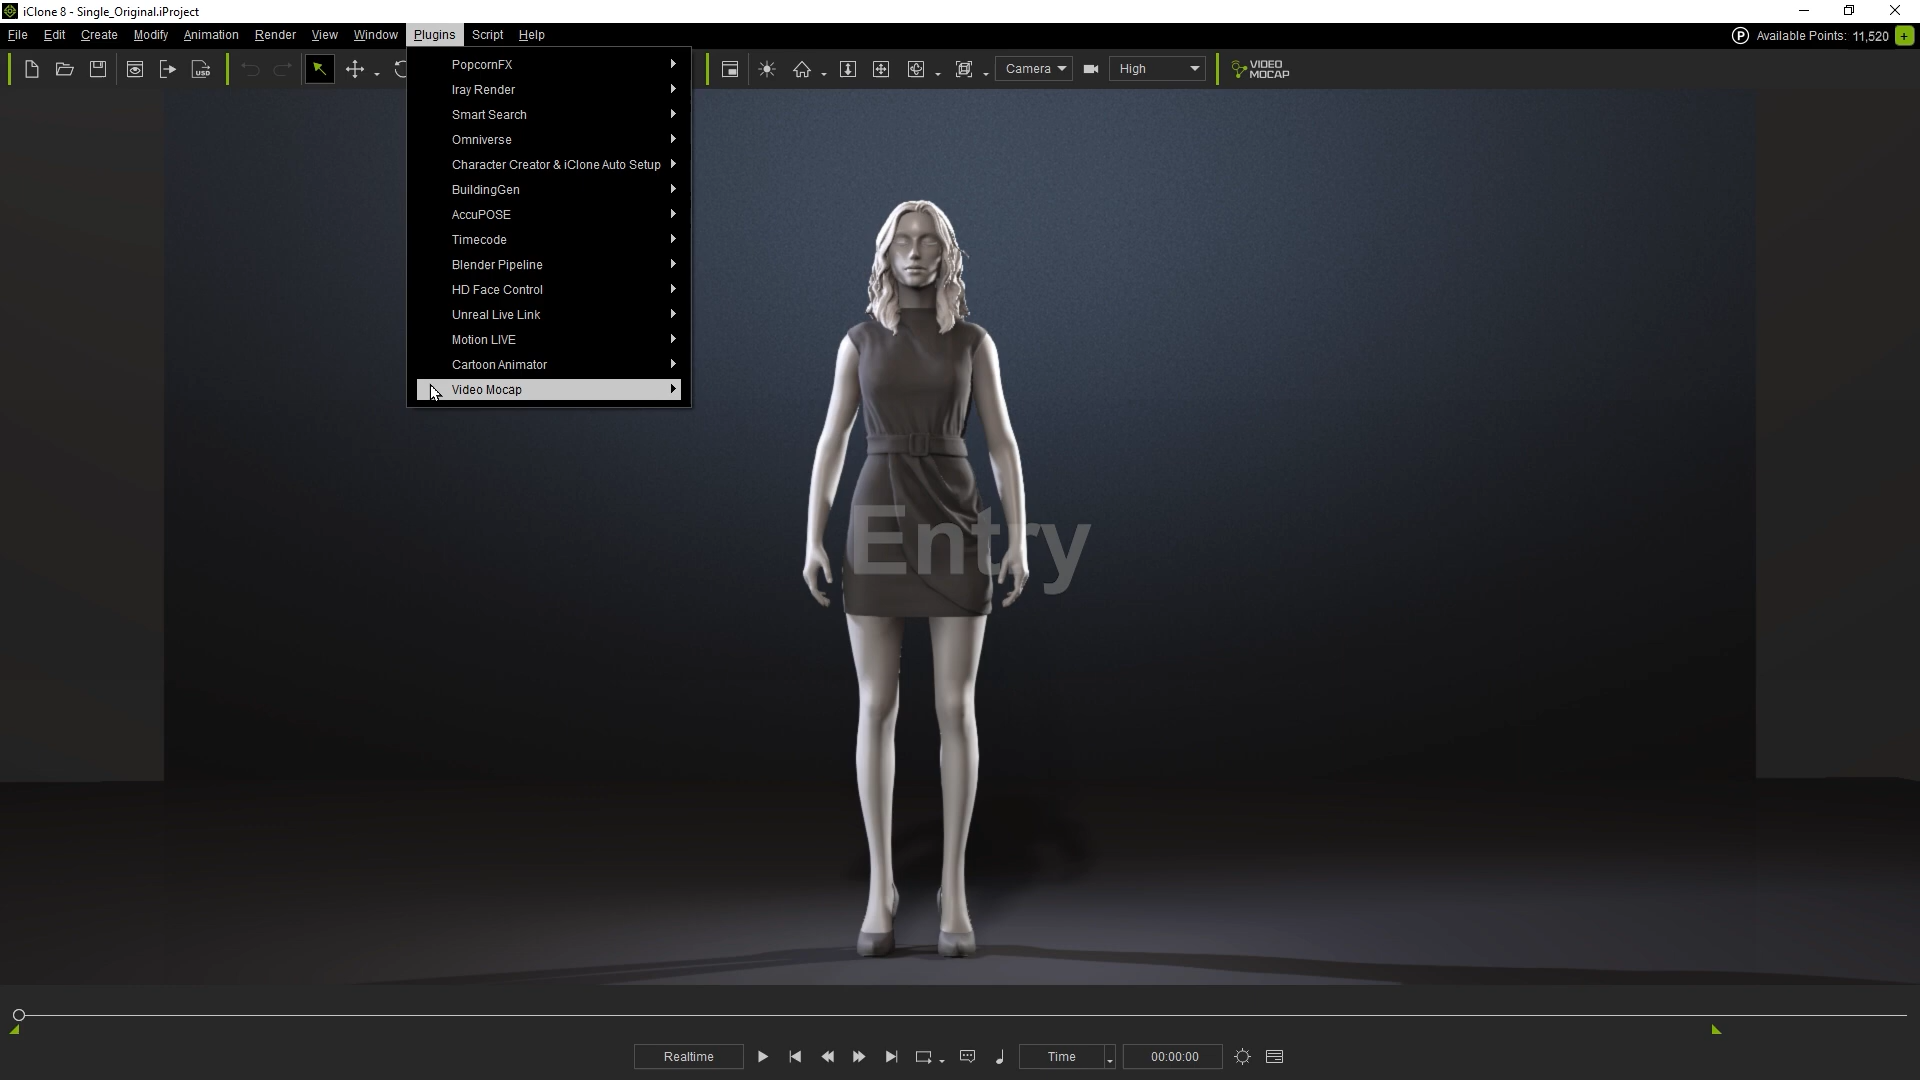 iClone 8 - Single_Original.iProject
File Edit Create Modify Animation Render View Window Plugins Script Help
P Available Points: 11,520 +
USD
Camera
High
VIDEO
MOCAP
PopcornFX
Iray Render
Smart Search
Omniverse
Character Creator & iClone Auto Setup
BuildingGen
AccuPOSE
Timecode
Blender Pipeline
HD Face Control
Unreal Live Link
Motion LIVE
Cartoon Animator
Video Mocap
Entry
Realtime
Time
00:00:00